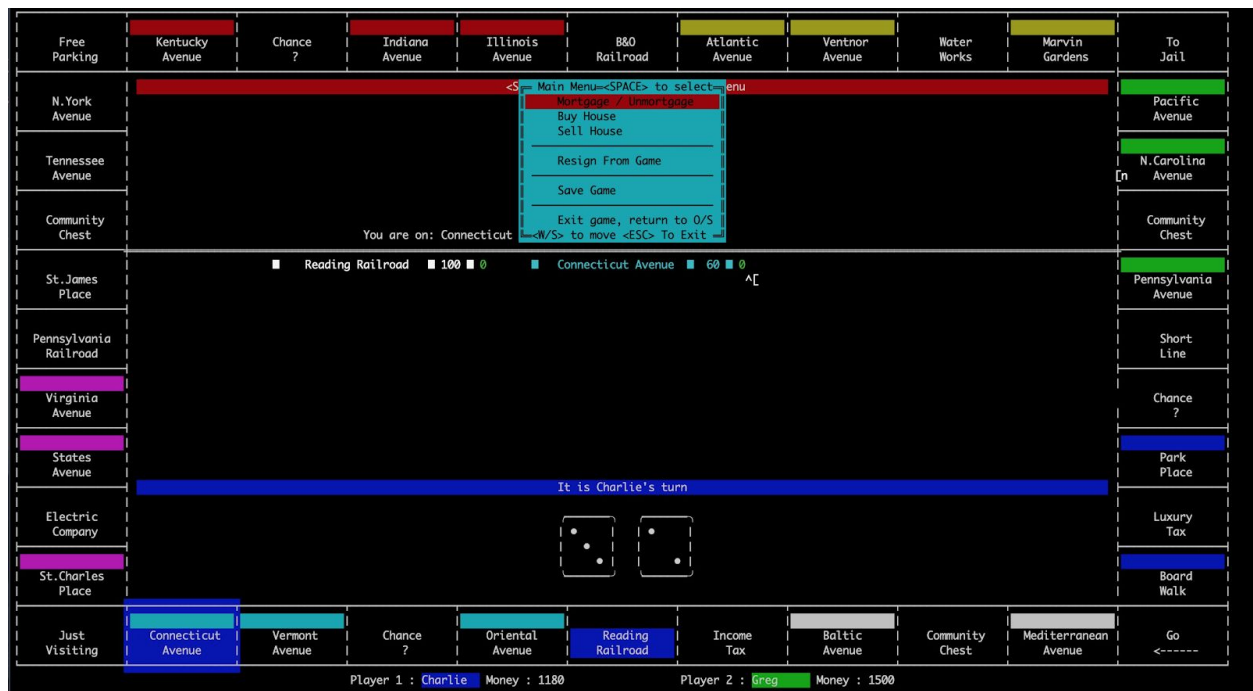 Free Parking
Kentucky Avenue
Chance ?
Indiana Avenue
Illinois Avenue
B&O Railroad
Atlantic Avenue
Ventnor Avenue
Water Works
Marvin Gardens
To Jail
<S
enu
Main Menu=<SPACE> to select
Mortgage / Unmortgage
Buy House
Sell House
Resign From Game
Save Game
Exit game, return to O/S
<W/S> to move <ESC> To Exit
N.York Avenue
Pacific Avenue
Tennessee Avenue
N.Carolina
[n Avenue
Community Chest
You are on: Connecticut
Community Chest
Reading Railroad 100 0 Connecticut Avenue 60 0
^[
St.James Place
Pennsylvania Avenue
Pennsylvania Railroad
Short Line
Virginia Avenue
Chance ?
States Avenue
Park Place
It is Charlie's turn
Electric Company
Luxury Tax
St.Charles Place
Board Walk
Just Visiting
Connecticut Avenue
Vermont Avenue
Chance ?
Oriental Avenue
Reading Railroad
Income Tax
Baltic Avenue
Community Chest
Mediterranean Avenue
Go <------
Player 1 : Charlie Money : 1180 Player 2 : Greg Money : 1500